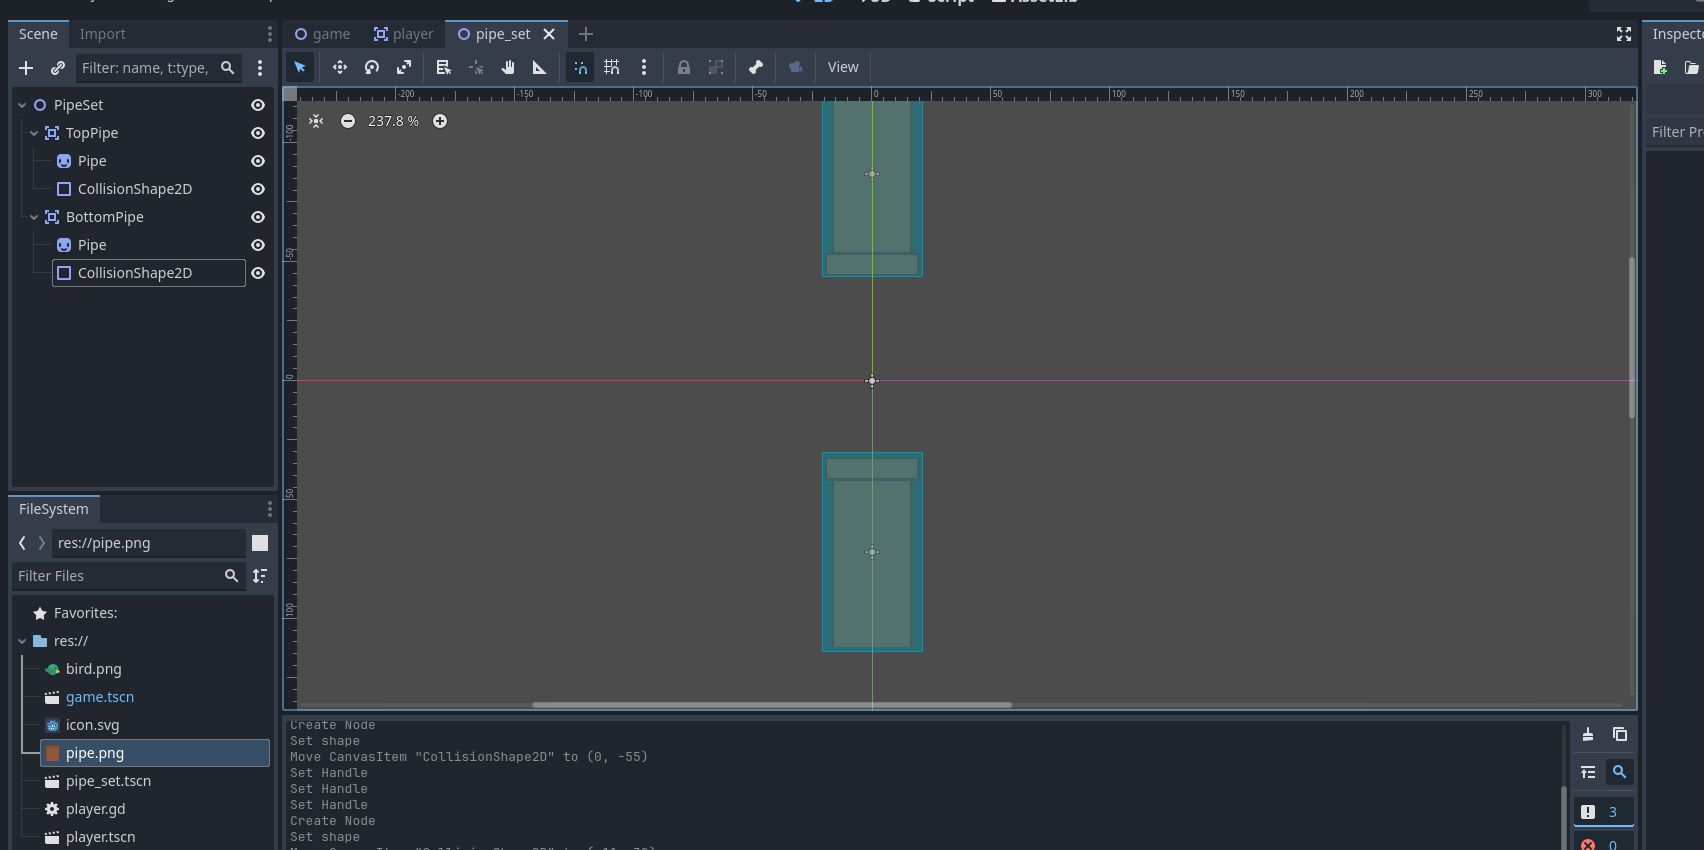 Scene Import
Filter: name, t:type,
PipeSet
TopPipe
Pipe
CollisionShape2D
BottomPipe
Pipe
CollisionShape2D
FileSystem
res://pipe.png
Filter Files
Favorites:
res://
bird.png
game.tscn
icon.svg
pipe.png
pipe_set.tscn
player.gd
player.tscn
game player pipe_set
View
-200 -150 -100 -50 0 50 100 150 200 250 300
237.8 %
-100
-50
0
50
100
Create Node
Set shape
Move CanvasItem "CollisionShape2D" to (0, -55)
Set Handle
Set Handle
Set Handle
Create Node
Set shape
3
0
Inspecto
Filter Pr